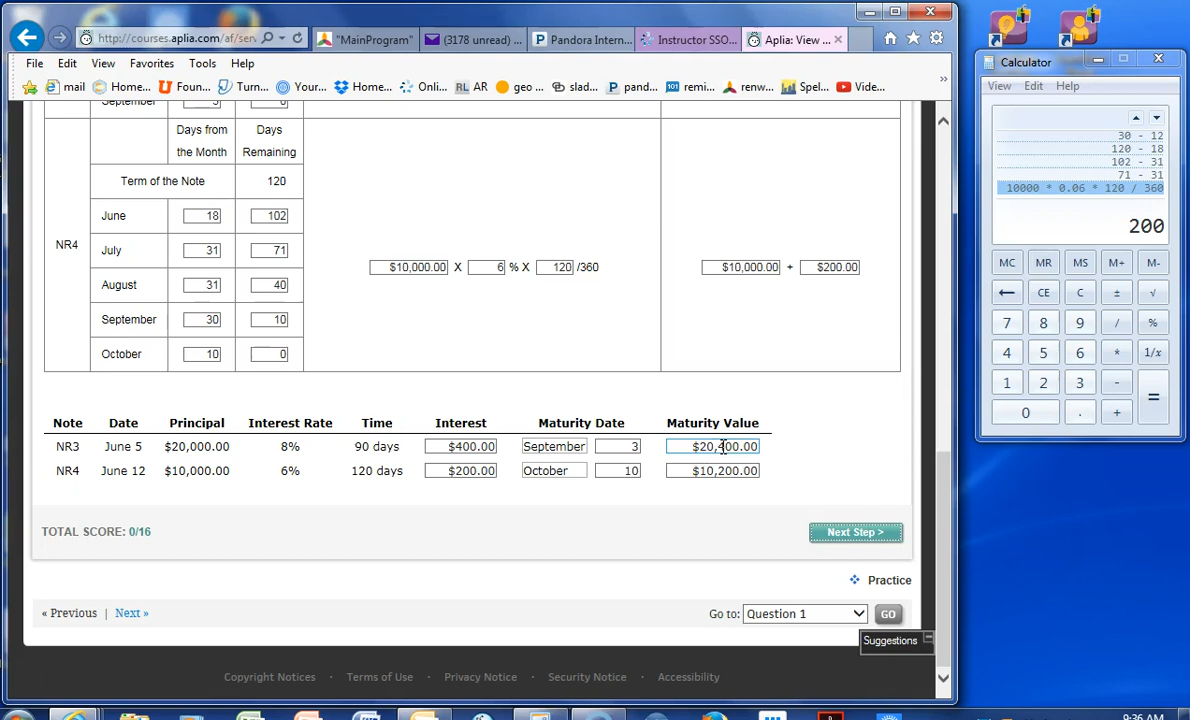 http://courses.aplia.com/af/ser
"MainProgram"
(3178 unread) ...
Pandora Intern...
Instructor SSO...
Aplia: View ...
File Edit View Favorites Tools Help
mail Home... Foun... Turn... Your... Home... Onli... RL AR geo ... slad... pand... 101 remi... renw... Spel... Vide... »
September
Days from the Month
Days Remaining
Term of the Note 120
NR4
June 18 102
July 31 71
August 31 40
September 30 10
October 10 0
$10,000.00 X 6 % X 120 /360
$10,000.00 + $200.00
Note Date Principal Interest Rate Time Interest Maturity Date Maturity Value
NR3 June 5 $20,000.00 8% 90 days $400.00 September 3 $20,400.00
NR4 June 12 $10,000.00 6% 120 days $200.00 October 10 $10,200.00
TOTAL SCORE: 0/16
Next Step >
Practice
« Previous | Next »
Go to: Question 1 GO
Suggestions
Copyright Notices · Terms of Use · Privacy Notice · Security Notice · Accessibility
Calculator
View Edit Help
30 - 12
120 - 18
102 - 31
71 - 31
10000 * 0.06 * 120 / 360
200
MC MR MS M+ M-
← CE C ± √
7 8 9 / %
4 5 6 * 1/x
1 2 3 - =
0 . +
9:36 AM